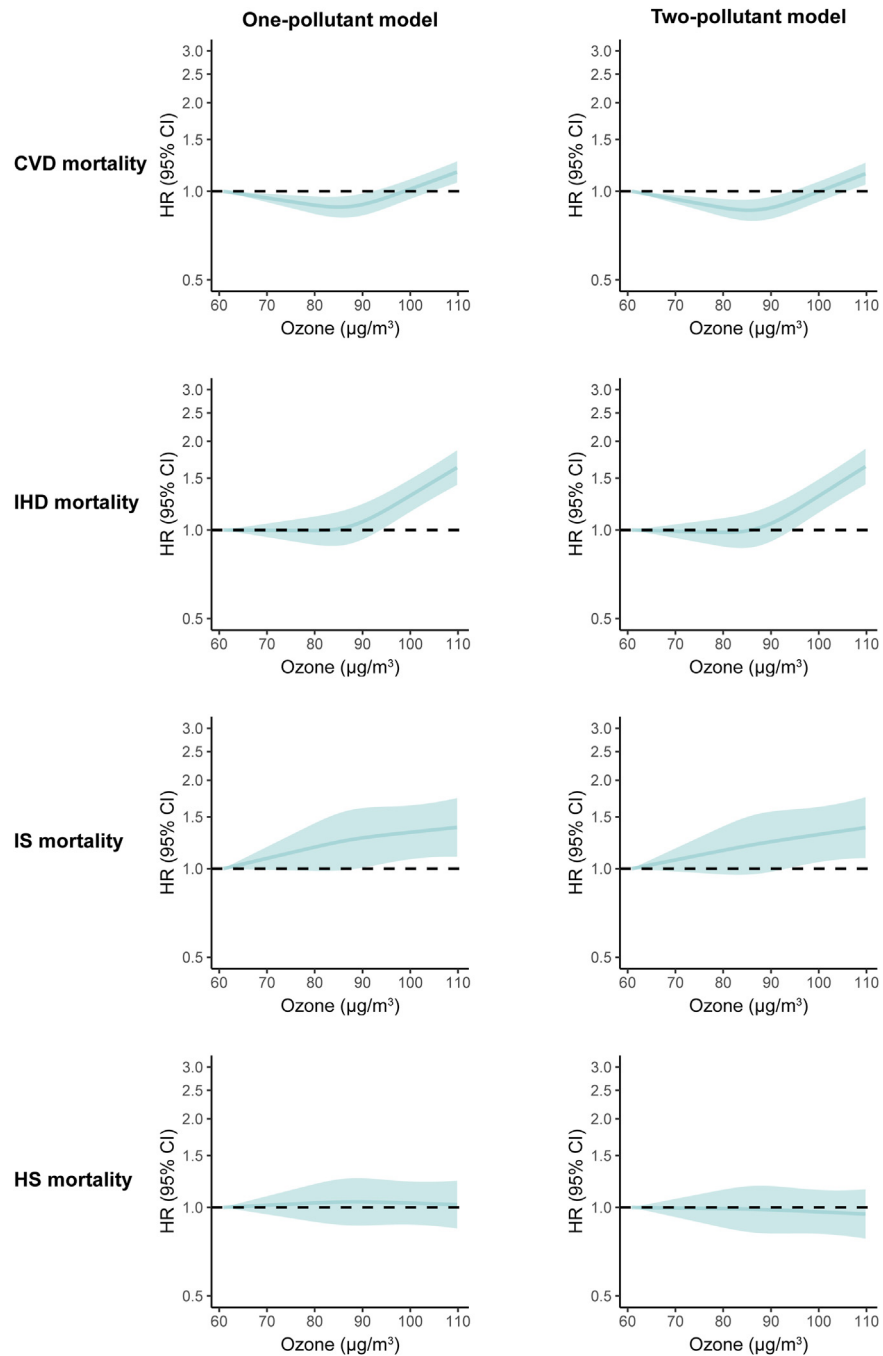 One-pollutant model
Two-pollutant model
CVD mortality
HR (95% CI)
3.0
2.5
2.0
1.5
1.0
0.5
60 70 80 90 100 110
Ozone (µg/m³)
HR (95% CI)
3.0
2.5
2.0
1.5
1.0
0.5
60 70 80 90 100 110
Ozone (µg/m³)
IHD mortality
HR (95% CI)
3.0
2.5
2.0
1.5
1.0
0.5
60 70 80 90 100 110
Ozone (µg/m³)
HR (95% CI)
3.0
2.5
2.0
1.5
1.0
0.5
60 70 80 90 100 110
Ozone (µg/m³)
IS mortality
HR (95% CI)
3.0
2.5
2.0
1.5
1.0
0.5
60 70 80 90 100 110
Ozone (µg/m³)
HR (95% CI)
3.0
2.5
2.0
1.5
1.0
0.5
60 70 80 90 100 110
Ozone (µg/m³)
HS mortality
HR (95% CI)
3.0
2.5
2.0
1.5
1.0
0.5
60 70 80 90 100 110
Ozone (µg/m³)
HR (95% CI)
3.0
2.5
2.0
1.5
1.0
0.5
60 70 80 90 100 110
Ozone (µg/m³)